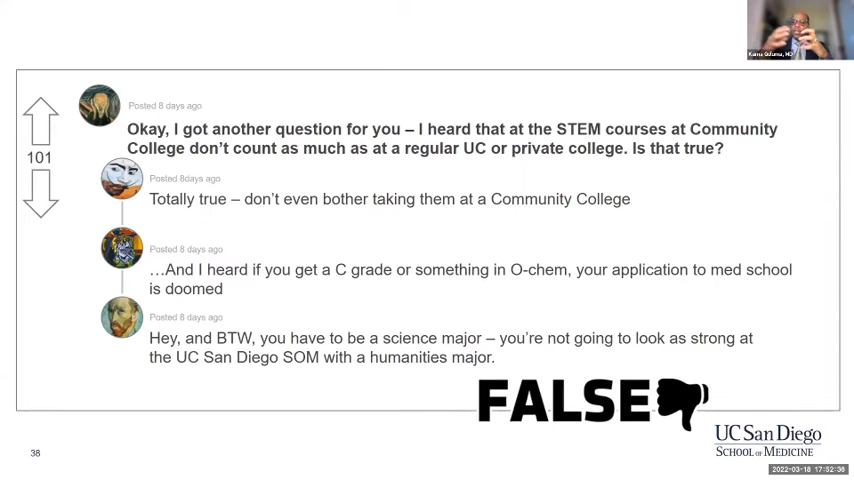 Posted 8 days ago
Okay, I got another question for you – I heard that at the STEM courses at Community
College don't count as much as at a regular UC or private college. Is that true?
101
Posted 8days ago
Totally true – don't even bother taking them at a Community College
Posted 8 days ago
…And I heard if you get a C grade or something in O-chem, your application to med school
is doomed
Posted 8 days ago
Hey, and BTW, you have to be a science major – you're not going to look as strong at
the UC San Diego SOM with a humanities major.
FALSE
UC San Diego
SCHOOL OF MEDICINE
38
2022-03-18 17:52:36